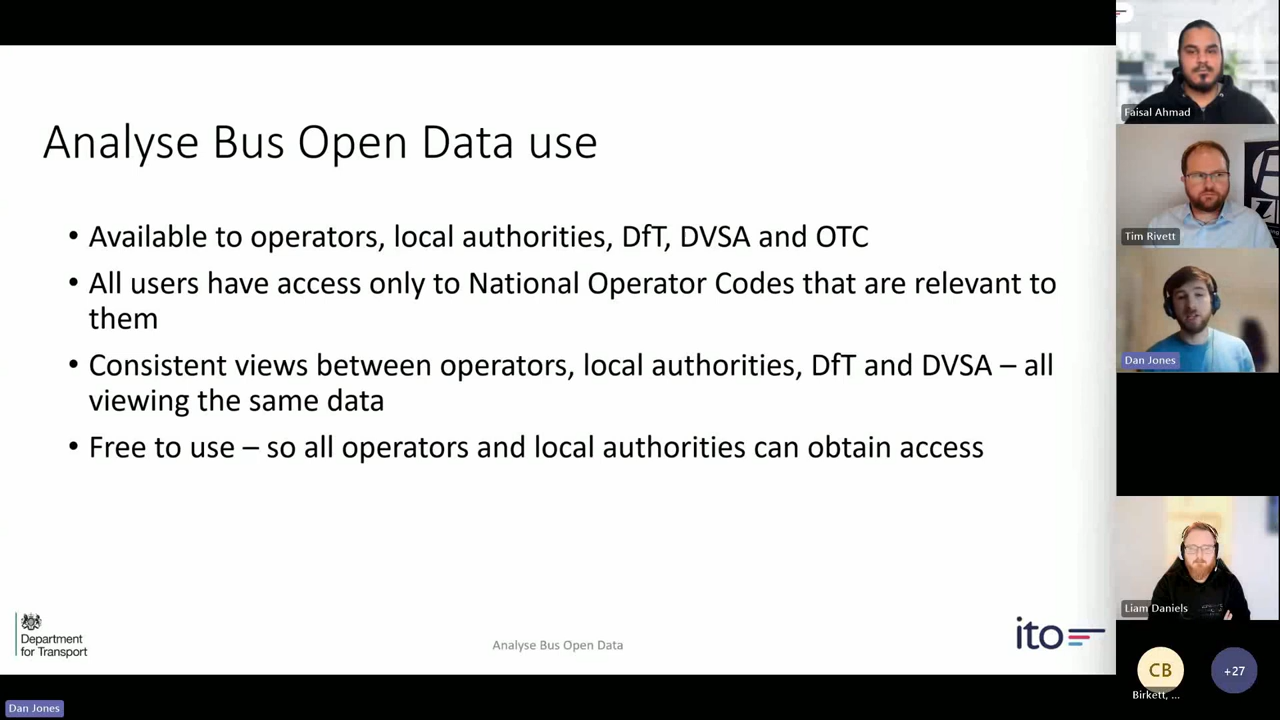 Analyse Bus Open Data use
• Available to operators, local authorities, DfT, DVSA and OTC
• All users have access only to National Operator Codes that are relevant to
them
• Consistent views between operators, local authorities, DfT and DVSA – all
viewing the same data
• Free to use – so all operators and local authorities can obtain access
Department
for Transport
Analyse Bus Open Data
ito
Dan Jones
Faisal Ahmad
Tim Rivett
Dan Jones
Liam Daniels
CB
+27
Birkett, ...